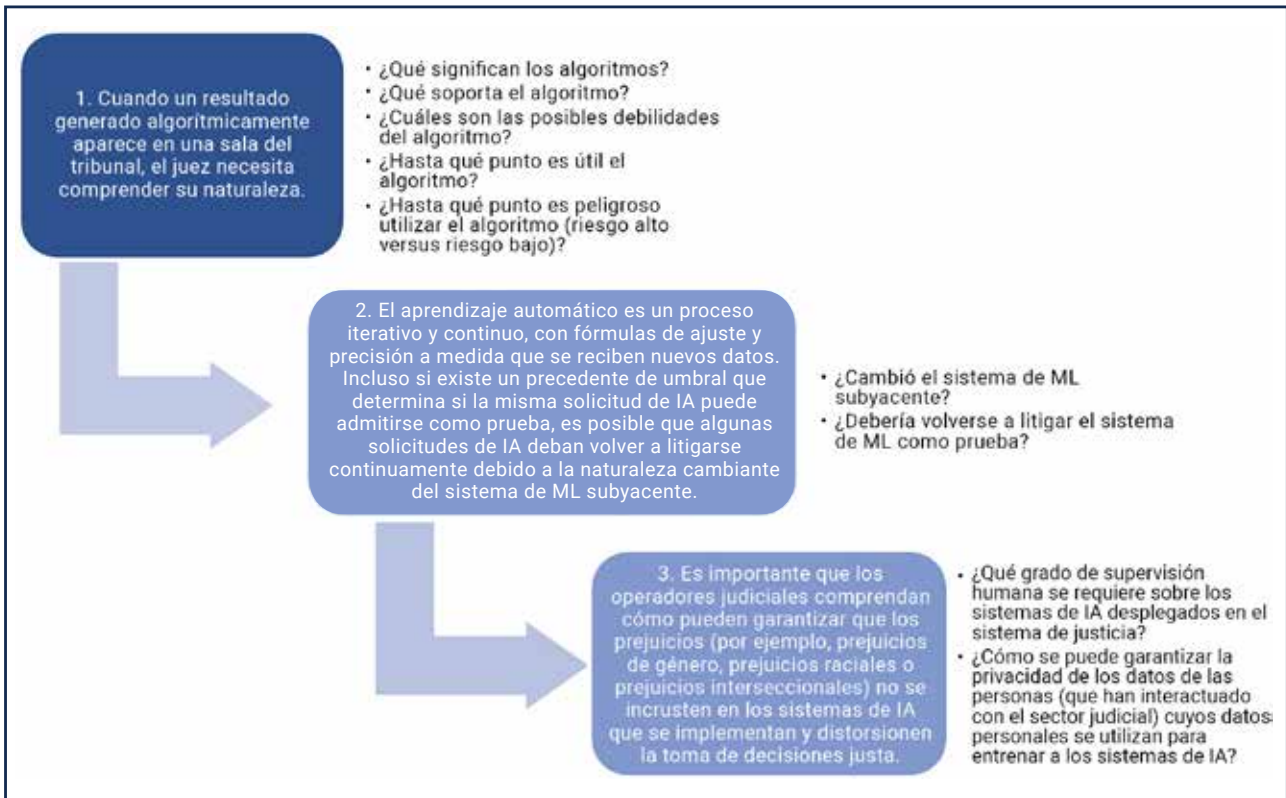 1. Cuando un resultado
generado algorítmicamente
aparece en una sala del
tribunal, el juez necesita
comprender su naturaleza.
• ¿Qué significan los algoritmos?
• ¿Qué soporta el algoritmo?
• ¿Cuáles son las posibles debilidades
del algoritmo?
• ¿Hasta qué punto es útil el
algoritmo?
• ¿Hasta qué punto es peligroso
utilizar el algoritmo (riesgo alto
versus riesgo bajo)?
2. El aprendizaje automático es un proceso
iterativo y continuo, con fórmulas de ajuste y
precisión a medida que se reciben nuevos datos.
Incluso si existe un precedente de umbral que
determina si la misma solicitud de IA puede
admitirse como prueba, es posible que algunas
solicitudes de IA deban volver a litigarse
continuamente debido a la naturaleza cambiante
del sistema de ML subyacente.
• ¿Cambió el sistema de ML
subyacente?
• ¿Debería volverse a litigar el sistema
de ML como prueba?
3. Es importante que los
operadores judiciales comprendan
cómo pueden garantizar que los
prejuicios (por ejemplo, prejuicios
de género, prejuicios raciales o
prejuicios interseccionales) no se
incrusten en los sistemas de IA
que se implementan y distorsionen
la toma de decisiones justa.
• ¿Qué grado de supervisión
humana se requiere sobre los
sistemas de IA desplegados en el
sistema de justicia?
• ¿Cómo se puede garantizar la
privacidad de los datos de las
personas (que han interactuado
con el sector judicial) cuyos datos
personales se utilizan para
entrenar a los sistemas de IA?